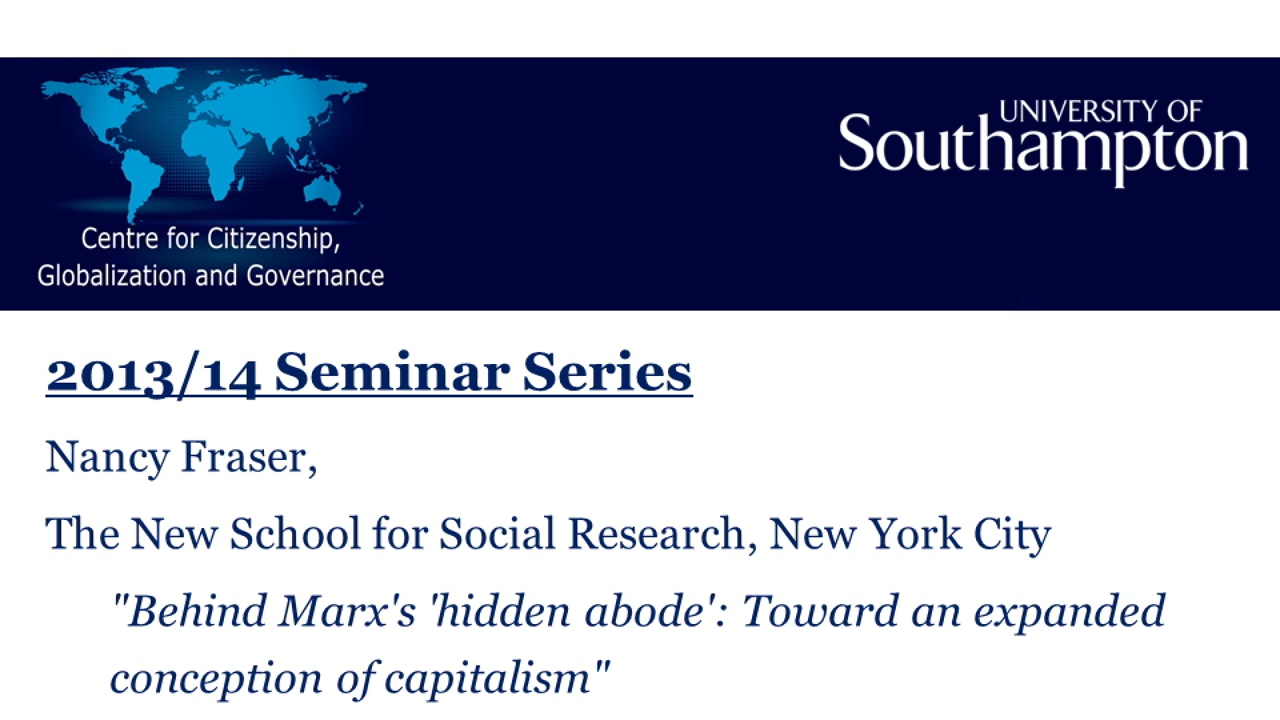 Centre for Citizenship,
Globalization and Governance
UNIVERSITY OF
Southampton
2013/14 Seminar Series
Nancy Fraser,
The New School for Social Research, New York City
"Behind Marx's 'hidden abode': Toward an expanded
conception of capitalism"